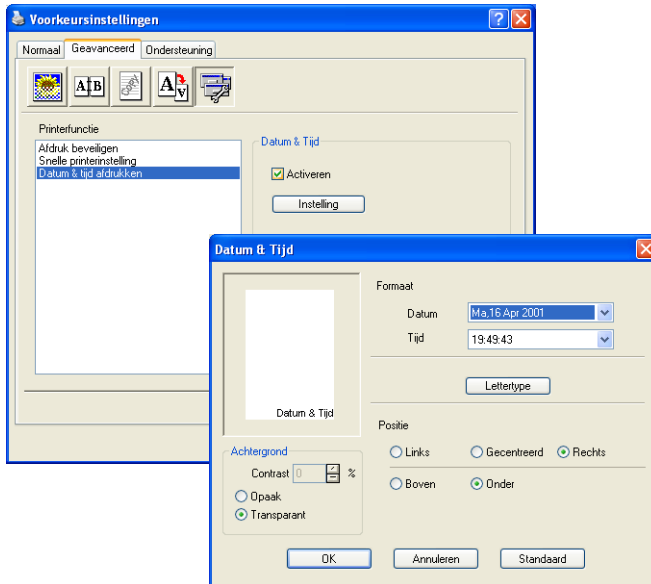 Voorkeursinstellingen
Normaal Geavanceerd Ondersteuning
A B A V
Printerfunctie
Afdruk beveiligen
Snelle printerinstelling
Datum & tijd afdrukken
Datum & Tijd
Activeren
Instelling
Datum & Tijd
Datum & Tijd
Formaat
Datum Ma,16 Apr 2001
Tijd 19:49:43
Lettertype
Positie
Links Gecentreerd Rechts
Boven Onder
Achtergrond
Contrast 0 %
Opaak
Transparant
OK Annuleren Standaard